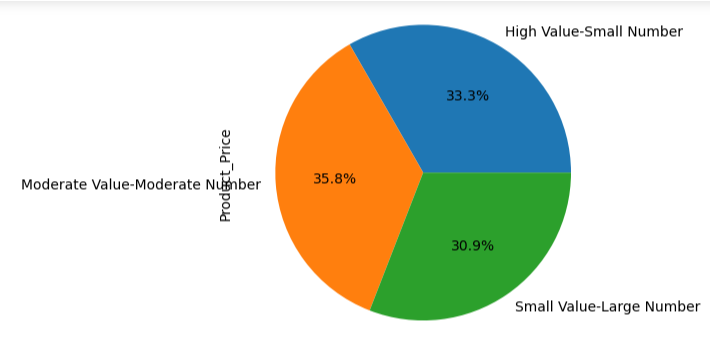 High Value-Small Number
33.3%
Product_Price
Moderate Value-Moderate Number
35.8%
30.9%
Small Value-Large Number